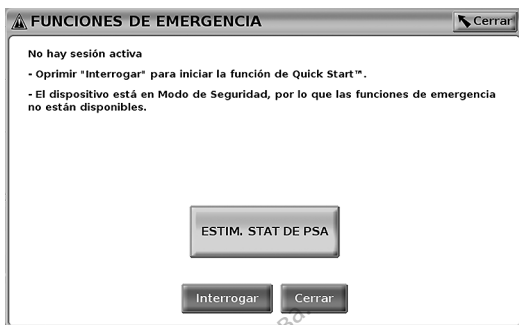 FUNCIONES DE EMERGENCIA
Cerrar
No hay sesión activa
- Oprimir "Interrogar" para iniciar la función de Quick Start™.
- El dispositivo está en Modo de Seguridad, por lo que las funciones de emergencia
no están disponibles.
ESTIM. STAT DE PSA
Interrogar
Cerrar